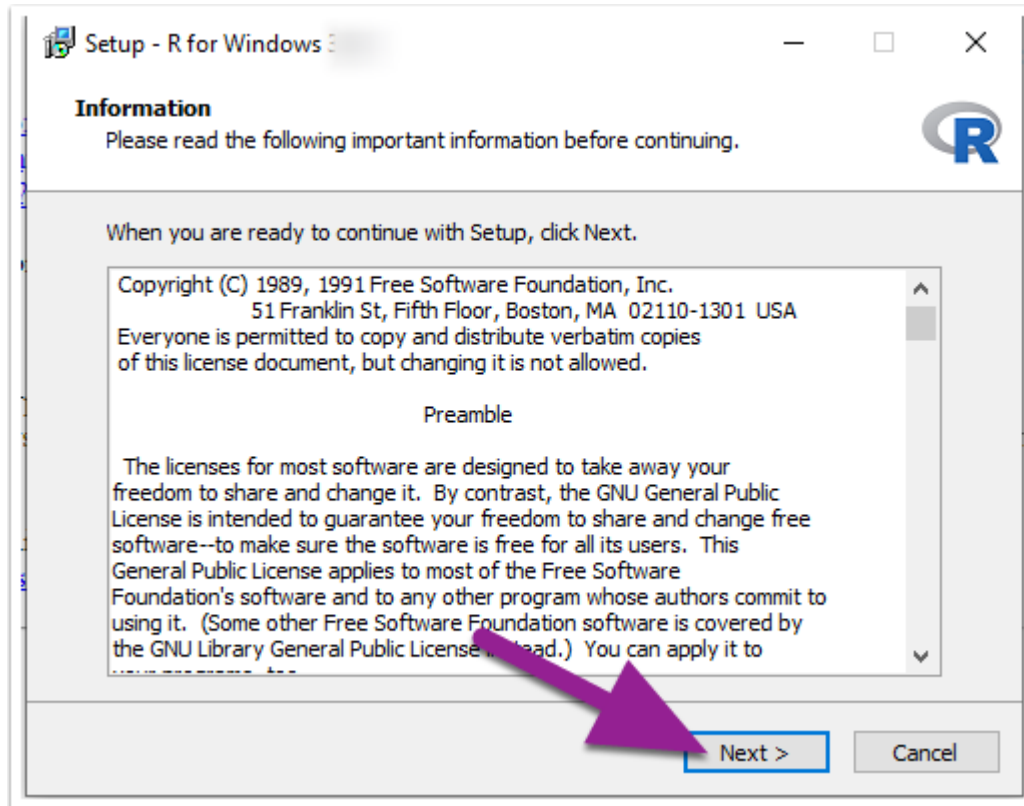 Setup - R for Windows
Information
Please read the following important information before continuing.
R
When you are ready to continue with Setup, click Next.
Copyright (C) 1989, 1991 Free Software Foundation, Inc.
51 Franklin St, Fifth Floor, Boston, MA 02110-1301 USA
Everyone is permitted to copy and distribute verbatim copies
of this license document, but changing it is not allowed.
Preamble
The licenses for most software are designed to take away your
freedom to share and change it. By contrast, the GNU General Public
License is intended to guarantee your freedom to share and change free
software--to make sure the software is free for all its users. This
General Public License applies to most of the Free Software
Foundation's software and to any other program whose authors commit to
using it. (Some other Free Software Foundation software is covered by
the GNU Library General Public License You can apply it to
Next >
Cancel